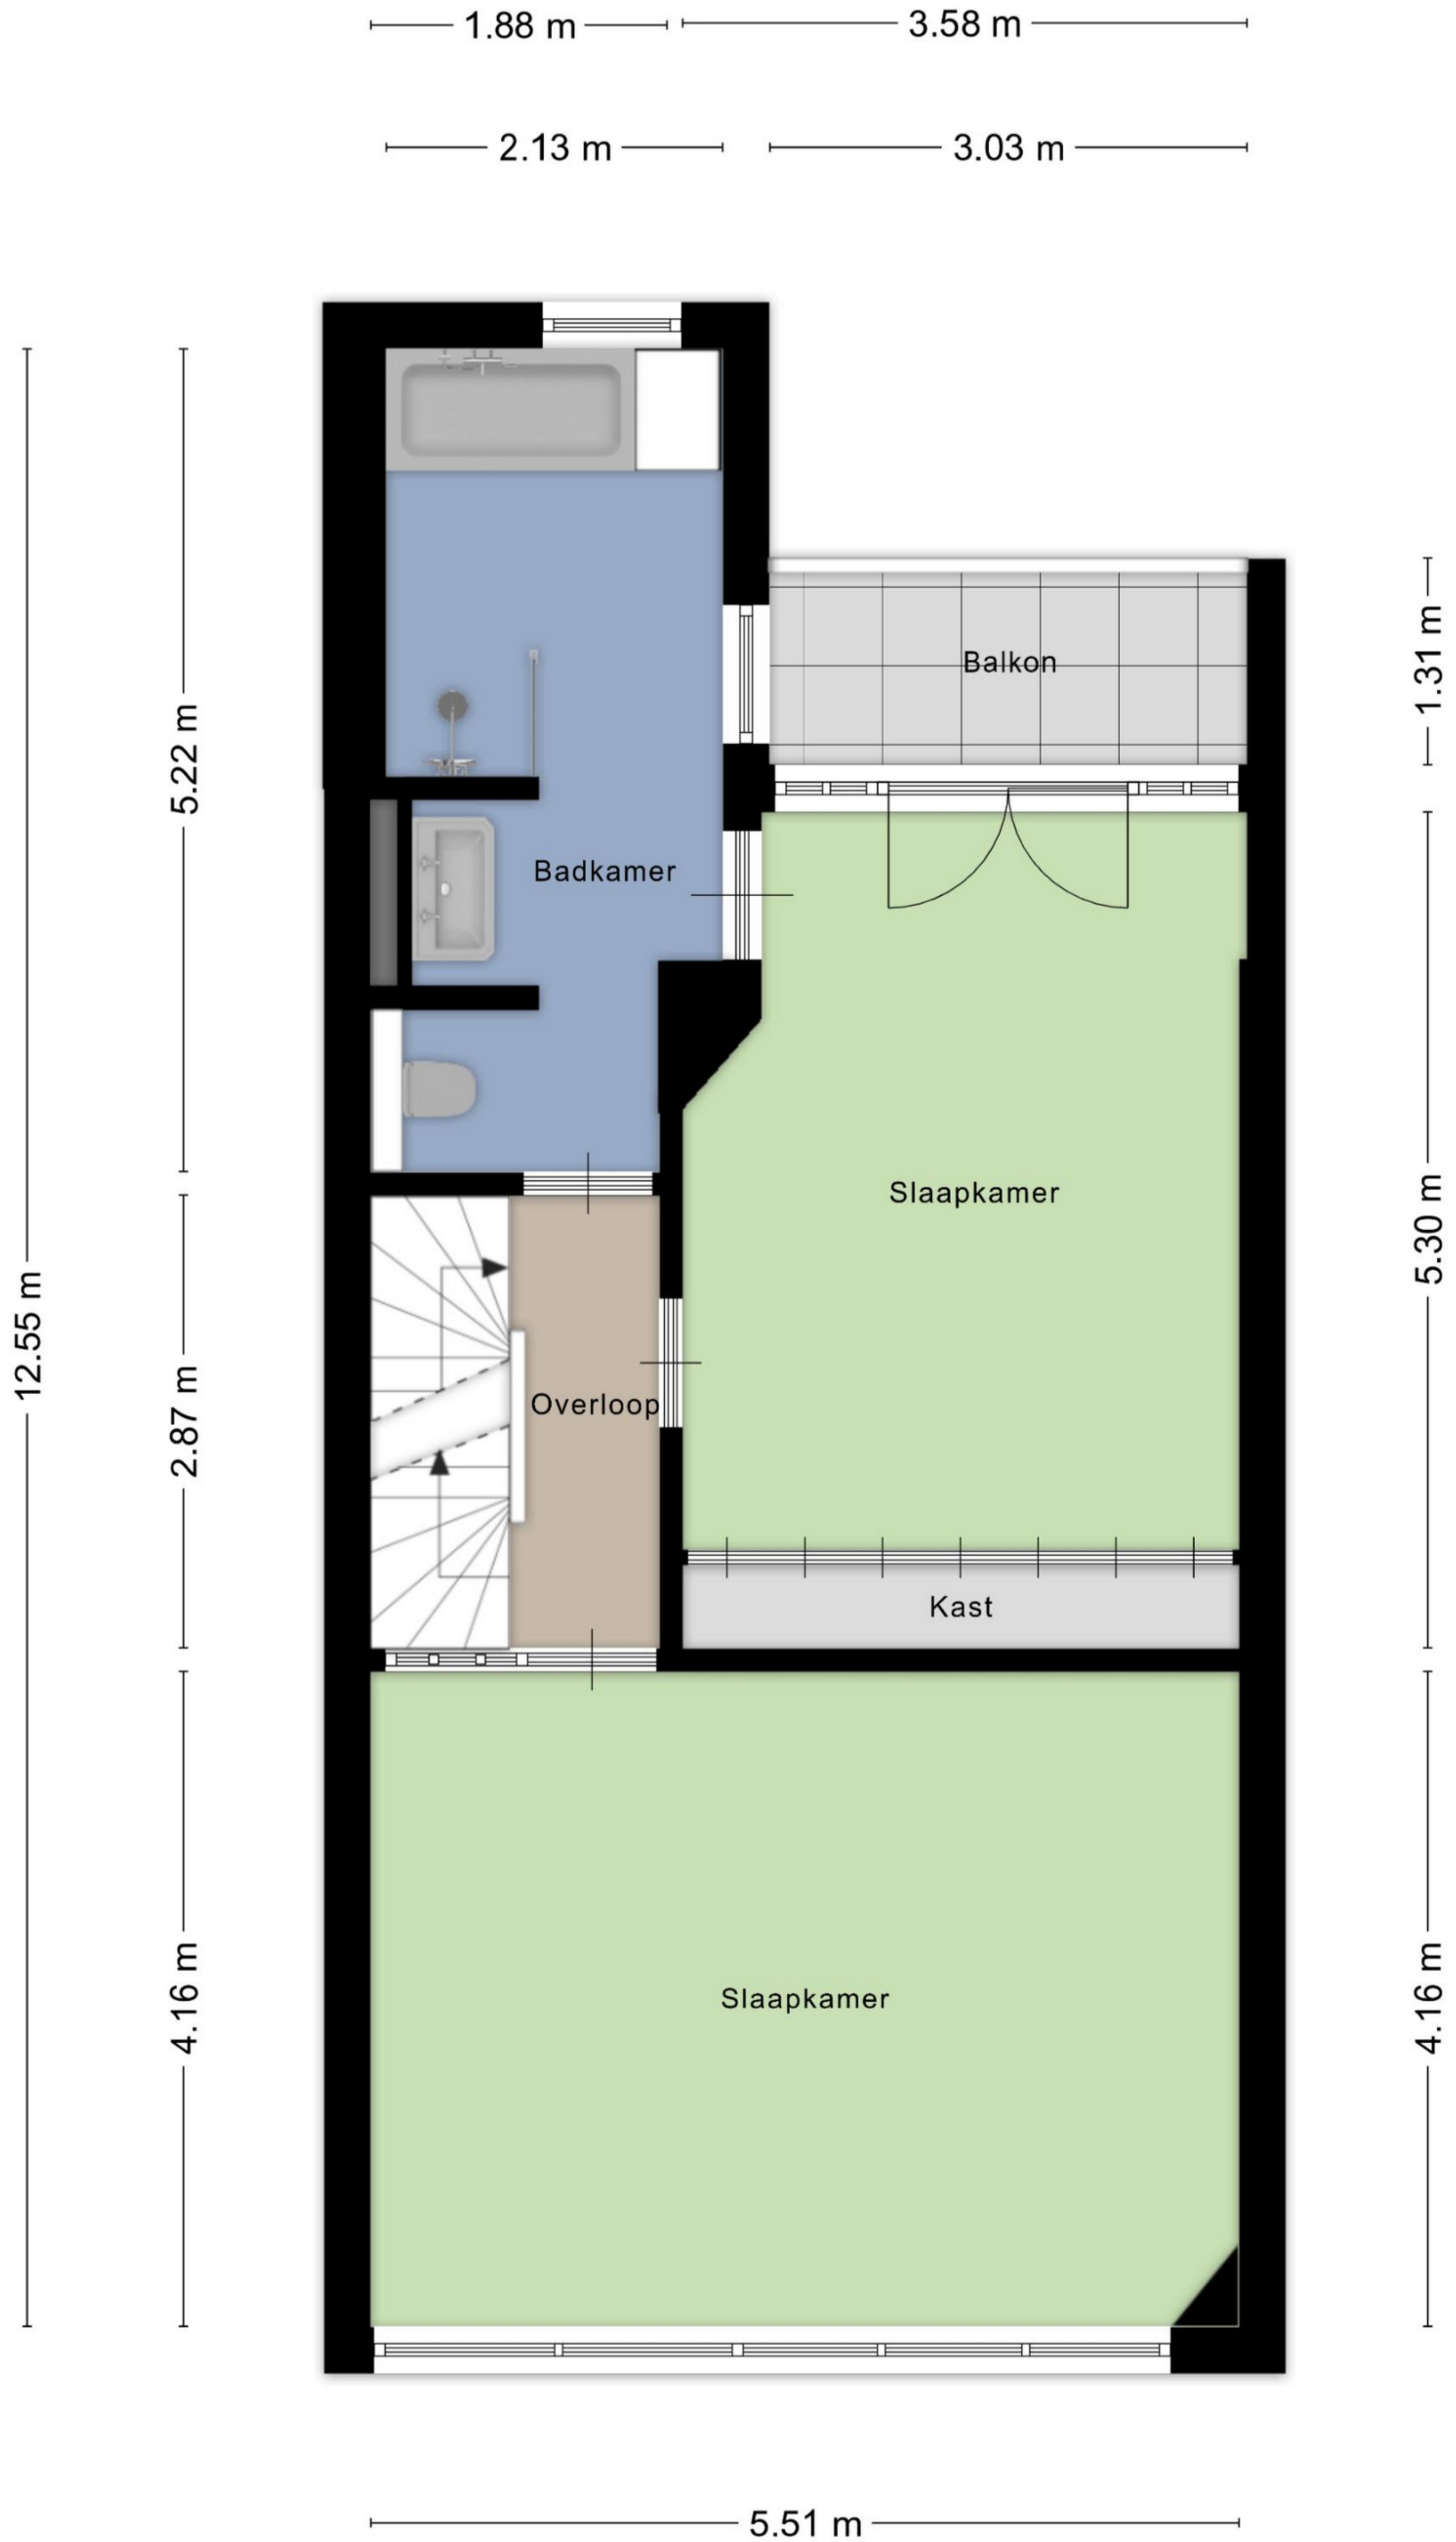 1.88 m
3.58 m
2.13 m
3.03 m
Balkon
1.31 m
5.22 m
Badkamer
Slaapkamer
5.30 m
12.55 m
2.87 m
Overloop
Kast
4.16 m
Slaapkamer
4.16 m
5.51 m